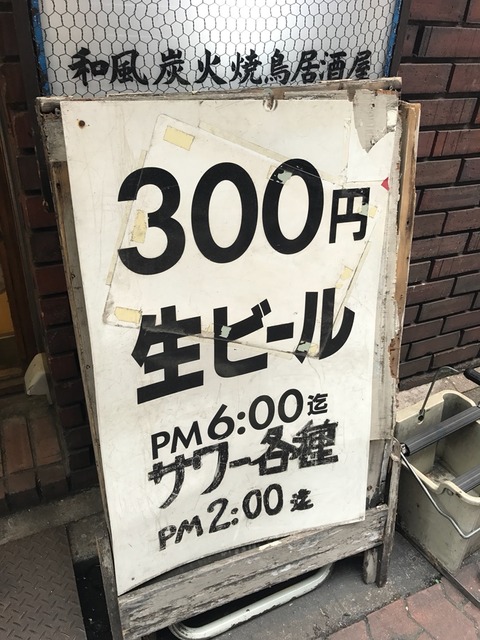 和風炭火焼鳥居酒屋
300円
生ビール
PM6:00迄
サワー各種
PM2:00迄